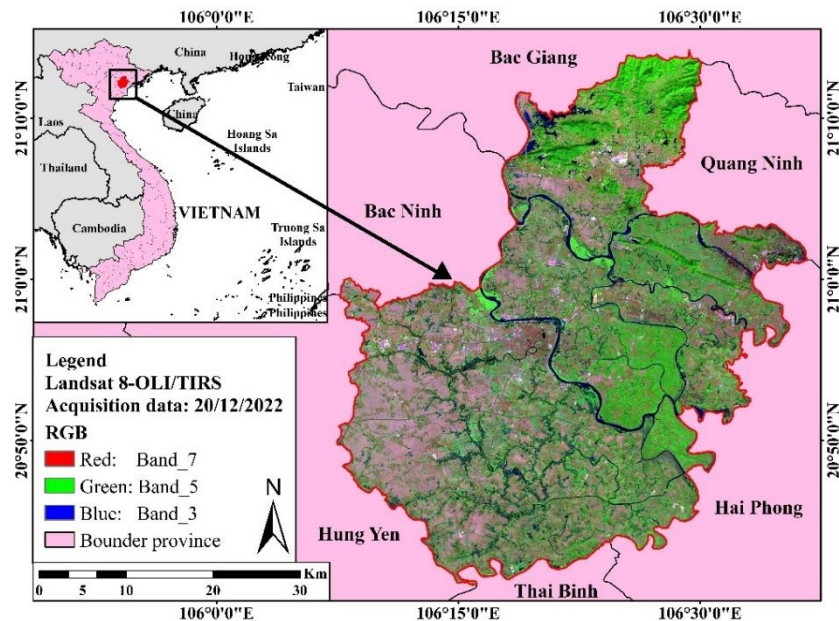 106°0'0"E
106°15'0"E
106°30'0"E
China
Hong Kong
Taiwan
Laos
China
Hoang Sa
Islands
Thailand
VIETNAM
Cambodia
Truong Sa
Islands
Philippines
Philippines
21°10'0"N
21°0'0"N
20°50'0"N
Bac Giang
Quang Ninh
Bac Ninh
Hai Phong
Hung Yen
Thai Binh
Legend
Landsat 8-OLI/TIRS
Acquisition data: 20/12/2022
RGB
Red: Band_7
Green: Band_5
Blue: Band_3
Bounder province
N
Km
0 5 10 20 30
21°10'0"N
21°0'0"N
20°50'0"N
106°0'0"E
106°15'0"E
106°30'0"E